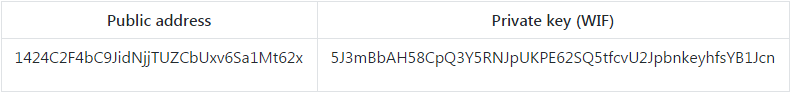 Public address Private key (WIF)
1424C2F4bC9JidNjjTUZCbUxv6Sa1Mt62x 5J3mBbAH58CpQ3Y5RNJpUKPE62SQ5tfcvU2JpbnkeyhfsYB1Jcn